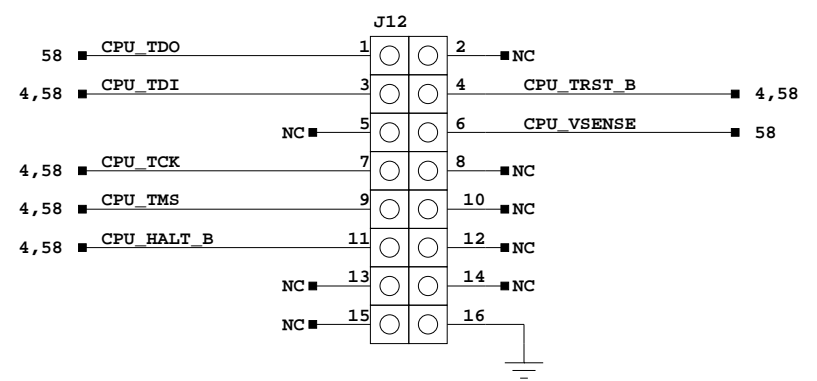 J12
58 CPU_TDO 1 2 NC
4,58 CPU_TDI 3 4 CPU_TRST_B 4,58
NC 5 6 CPU_VSENSE 58
4,58 CPU_TCK 7 8 NC
4,58 CPU_TMS 9 10 NC
4,58 CPU_HALT_B 11 12 NC
NC 13 14 NC
NC 15 16